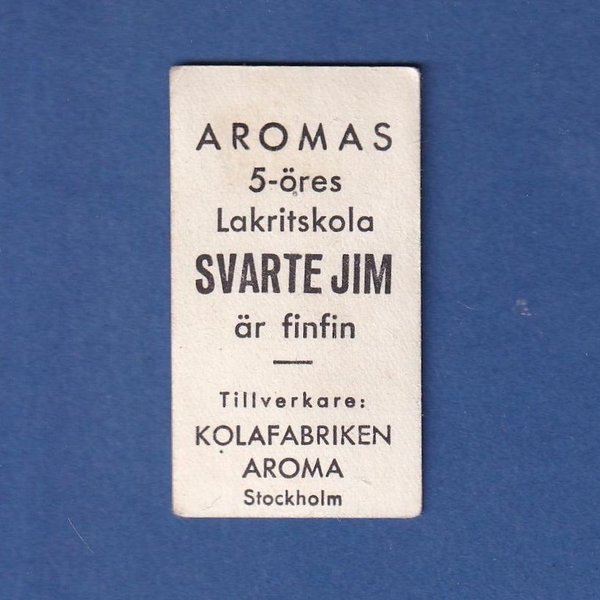 AROMAS
5-öres
Lakritskola
SVARTE JIM
är finfin
Tillverkare:
KOLAFABRIKEN
AROMA
Stockholm